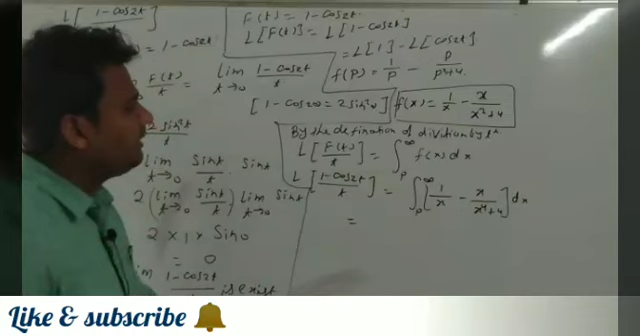 L[1-cos2t/t]
= 1-cos2t
F(t)/t = lim t→0 1-cos2t/t
[1-cos2θ = 2sin²θ]
2sin²t/t
lim t→0 sint/t · sint
2(lim t→0 sint/t) lim t→0 sint
2 × 1 × sin0
= 0
lim 1-cos2t is exist
F(t) = 1-cos2t
L[F(t)] = L[1-cos2t]
= L[1] - L[cos2t]
f(p) = 1/p - p/p²+4
f(x) = 1/x - x/x²+4
By the defination of division by t
L[F(t)/t] = ∫p^∞ f(x) dx
L[1-cos2t/t] = ∫p^∞ [1/x - x/x²+4] dx
=
Like & subscribe